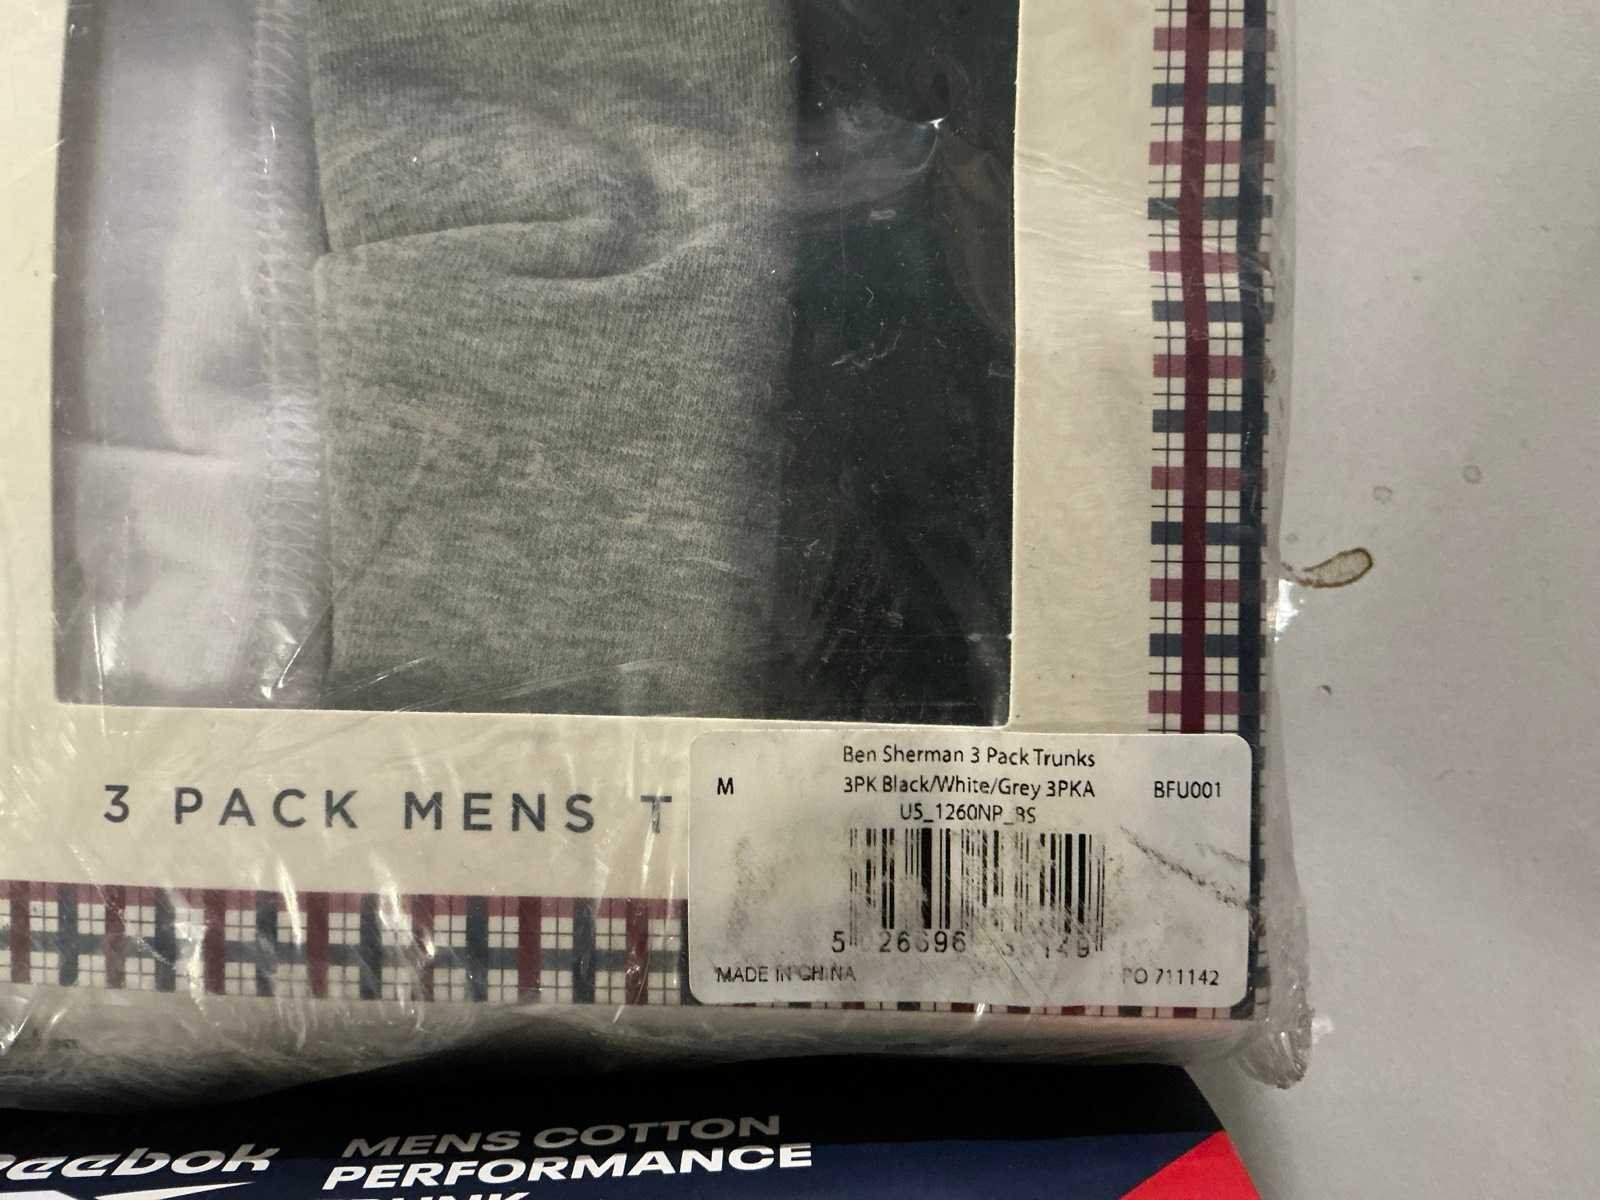 3 PACK MENS T
Ben Sherman 3 Pack Trunks
M 3PK Black/White/Grey 3PKA BFU001
US_1260NP_BS
MADE IN CHINA PO 711142
Reebok MENS COTTON
PERFORMANCE